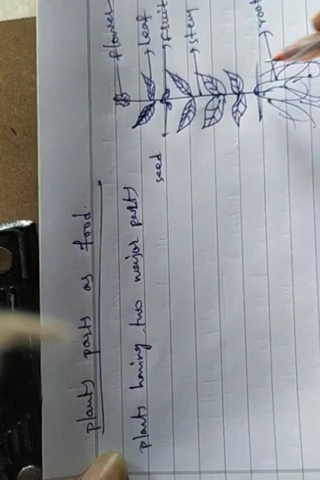 plants parts as food.
plants having two major parts
flower
leaf
fruit
stem
root
seed